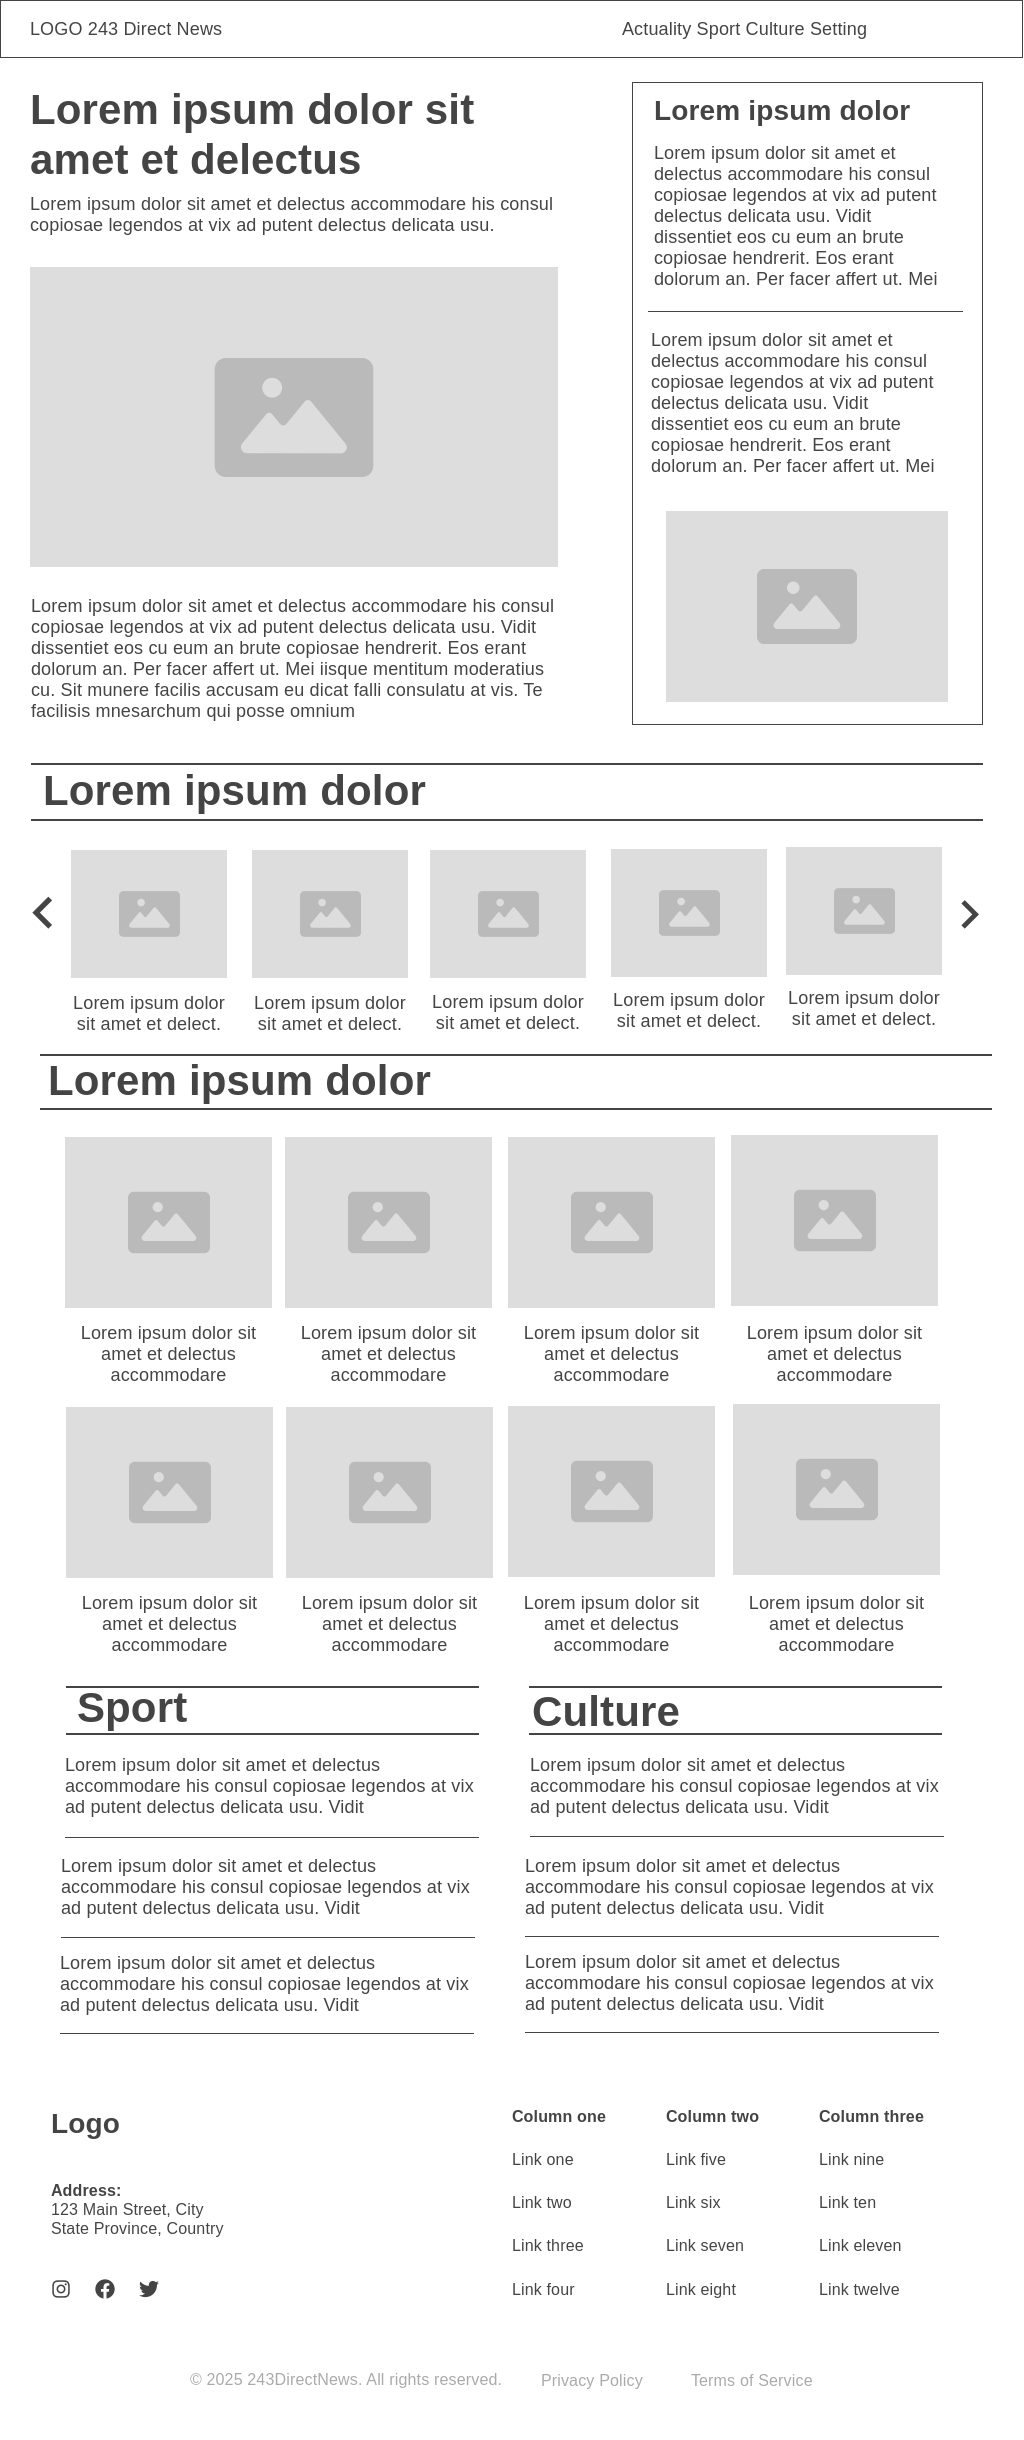 LOGO 243 Direct News
Actuality Sport Culture Setting
Lorem ipsum dolor sit
amet et delectus
Lorem ipsum dolor sit amet et delectus accommodare his consul
copiosae legendos at vix ad putent delectus delicata usu.
Lorem ipsum dolor sit amet et delectus accommodare his consul
copiosae legendos at vix ad putent delectus delicata usu. Vidit
dissentiet eos cu eum an brute copiosae hendrerit. Eos erant
dolorum an. Per facer affert ut. Mei iisque mentitum moderatius
cu. Sit munere facilis accusam eu dicat falli consulatu at vis. Te
facilisis mnesarchum qui posse omnium
Lorem ipsum dolor
Lorem ipsum dolor sit amet et
delectus accommodare his consul
copiosae legendos at vix ad putent
delectus delicata usu. Vidit
dissentiet eos cu eum an brute
copiosae hendrerit. Eos erant
dolorum an. Per facer affert ut. Mei
Lorem ipsum dolor sit amet et
delectus accommodare his consul
copiosae legendos at vix ad putent
delectus delicata usu. Vidit
dissentiet eos cu eum an brute
copiosae hendrerit. Eos erant
dolorum an. Per facer affert ut. Mei
Lorem ipsum dolor
Lorem ipsum dolor
sit amet et delect.
Lorem ipsum dolor
sit amet et delect.
Lorem ipsum dolor
sit amet et delect.
Lorem ipsum dolor
sit amet et delect.
Lorem ipsum dolor
sit amet et delect.
Lorem ipsum dolor
Lorem ipsum dolor sit
amet et delectus
accommodare
Lorem ipsum dolor sit
amet et delectus
accommodare
Lorem ipsum dolor sit
amet et delectus
accommodare
Lorem ipsum dolor sit
amet et delectus
accommodare
Lorem ipsum dolor sit
amet et delectus
accommodare
Lorem ipsum dolor sit
amet et delectus
accommodare
Lorem ipsum dolor sit
amet et delectus
accommodare
Lorem ipsum dolor sit
amet et delectus
accommodare
Sport
Lorem ipsum dolor sit amet et delectus
accommodare his consul copiosae legendos at vix
ad putent delectus delicata usu. Vidit
Lorem ipsum dolor sit amet et delectus
accommodare his consul copiosae legendos at vix
ad putent delectus delicata usu. Vidit
Lorem ipsum dolor sit amet et delectus
accommodare his consul copiosae legendos at vix
ad putent delectus delicata usu. Vidit
Culture
Lorem ipsum dolor sit amet et delectus
accommodare his consul copiosae legendos at vix
ad putent delectus delicata usu. Vidit
Lorem ipsum dolor sit amet et delectus
accommodare his consul copiosae legendos at vix
ad putent delectus delicata usu. Vidit
Lorem ipsum dolor sit amet et delectus
accommodare his consul copiosae legendos at vix
ad putent delectus delicata usu. Vidit
Logo
Address:
123 Main Street, City
State Province, Country
Column one
Link one
Link two
Link three
Link four
Column two
Link five
Link six
Link seven
Link eight
Column three
Link nine
Link ten
Link eleven
Link twelve
© 2025 243DirectNews. All rights reserved.
Privacy Policy
Terms of Service